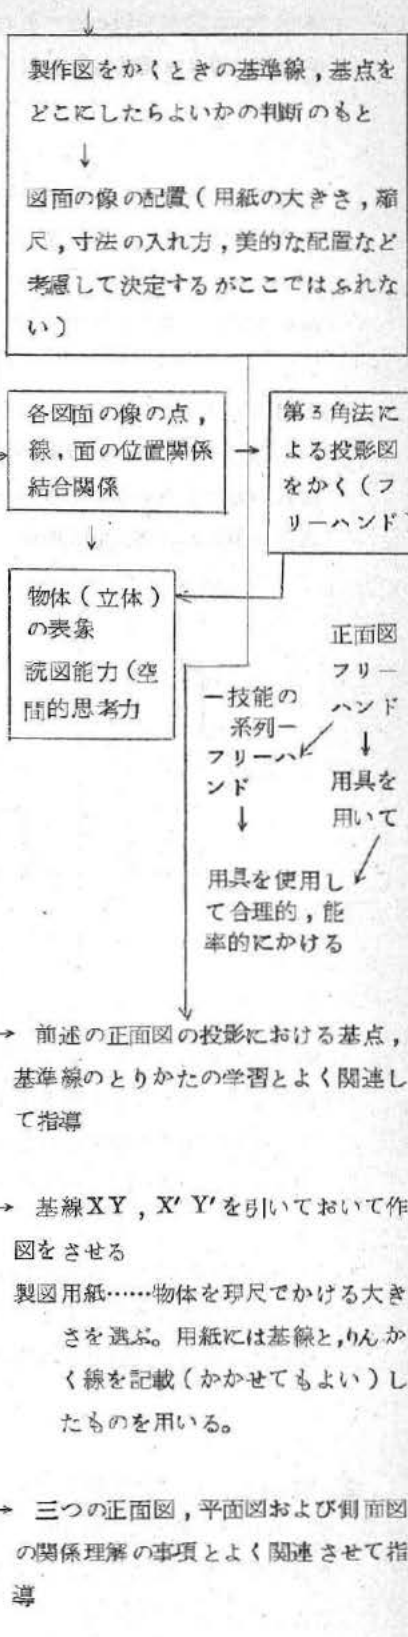 製作図をかくときの基準線，基点を
どこにしたらよいかの判断のもと
↓
図面の像の配置（用紙の大きさ，縮
尺，寸法の入れ方，美的な配置など
考慮して決定するがここではふれな
い）
各図面の像の点，
線，面の位置関係
結合関係
第3角法に
よる投影図
をかく（フ
リーハンド）
物体（立体）
の表象
読図能力（空
間的思考力
正面図
フリー
ハンド
↓
用具を
用いて
－技能の
系列－
フリーハ
ンド
↓
用具を使用し
て合理的，能
率的にかける
→ 前述の正面図の投影における基点，
基準線のとりかたの学習とよく関連し
て指導
→ 基線XY，X′Y′を引いておいて作
図をさせる
製図用紙……物体を現尺でかける大き
さを選ぶ。用紙には基線と，りんか
く線を記載（かかせてもよい）し
たものを用いる。
→ 三つの正面図，平面図および側面図
の関係理解の事項とよく関連させて指
導